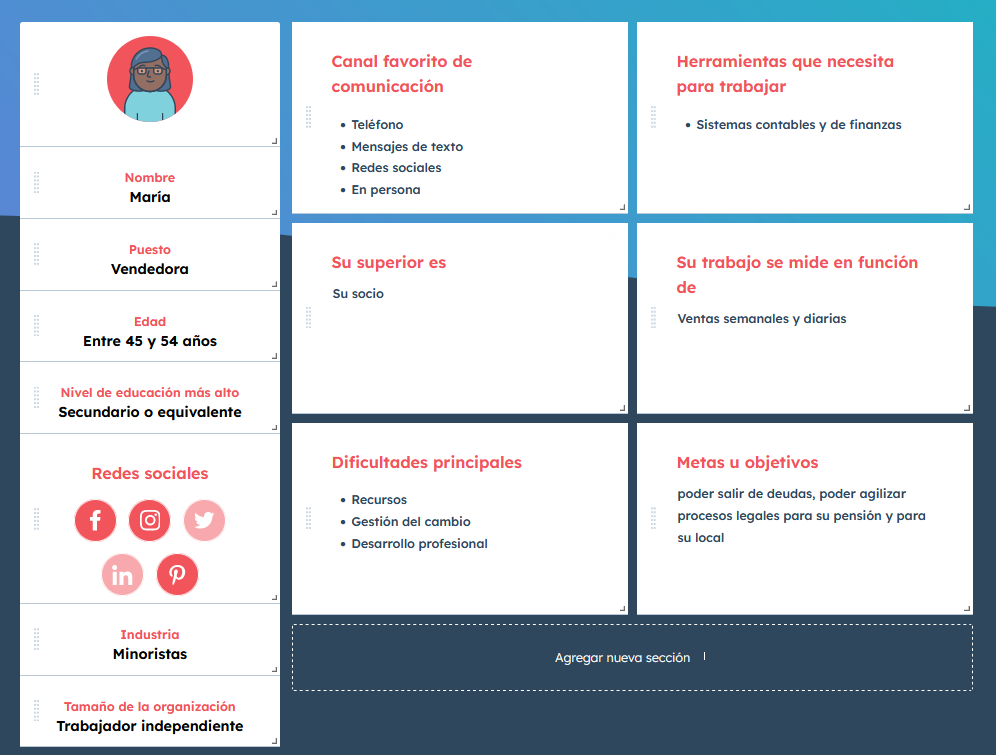 Nombre
María
Puesto
Vendedora
Edad
Entre 45 y 54 años
Nivel de educación más alto
Secundario o equivalente
Redes sociales
in
Industria
Minoristas
Tamaño de la organización
Trabajador independiente
Canal favorito de
comunicación
• Teléfono
• Mensajes de texto
• Redes sociales
• En persona
Herramientas que necesita
para trabajar
• Sistemas contables y de finanzas
Su superior es
Su socio
Su trabajo se mide en función
de
Ventas semanales y diarias
Dificultades principales
• Recursos
• Gestión del cambio
• Desarrollo profesional
Metas u objetivos
poder salir de deudas, poder agilizar
procesos legales para su pensión y para
su local
Agregar nueva sección